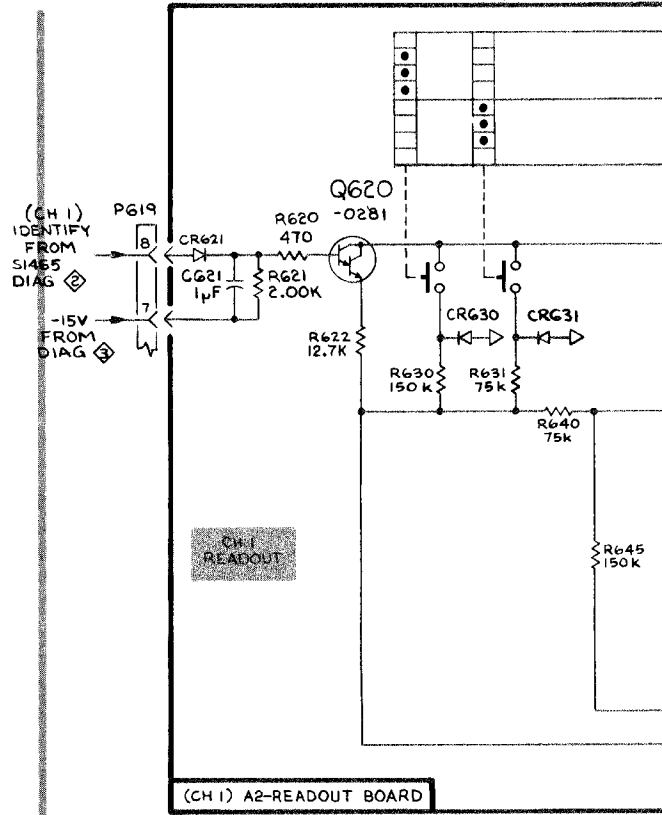 (CH 1)
IDENTIFY
FROM
S1465
DIAG 2
P619
8
7
-15V
FROM
DIAG 3
CR621
C621
1µF
R621
2.00K
R620
470
Q620
-0281
R622
12.7K
CR630
CR631
R630
150K
R631
75K
R640
75K
R645
150K
CH 1
READOUT
(CH 1) A2-READOUT BOARD